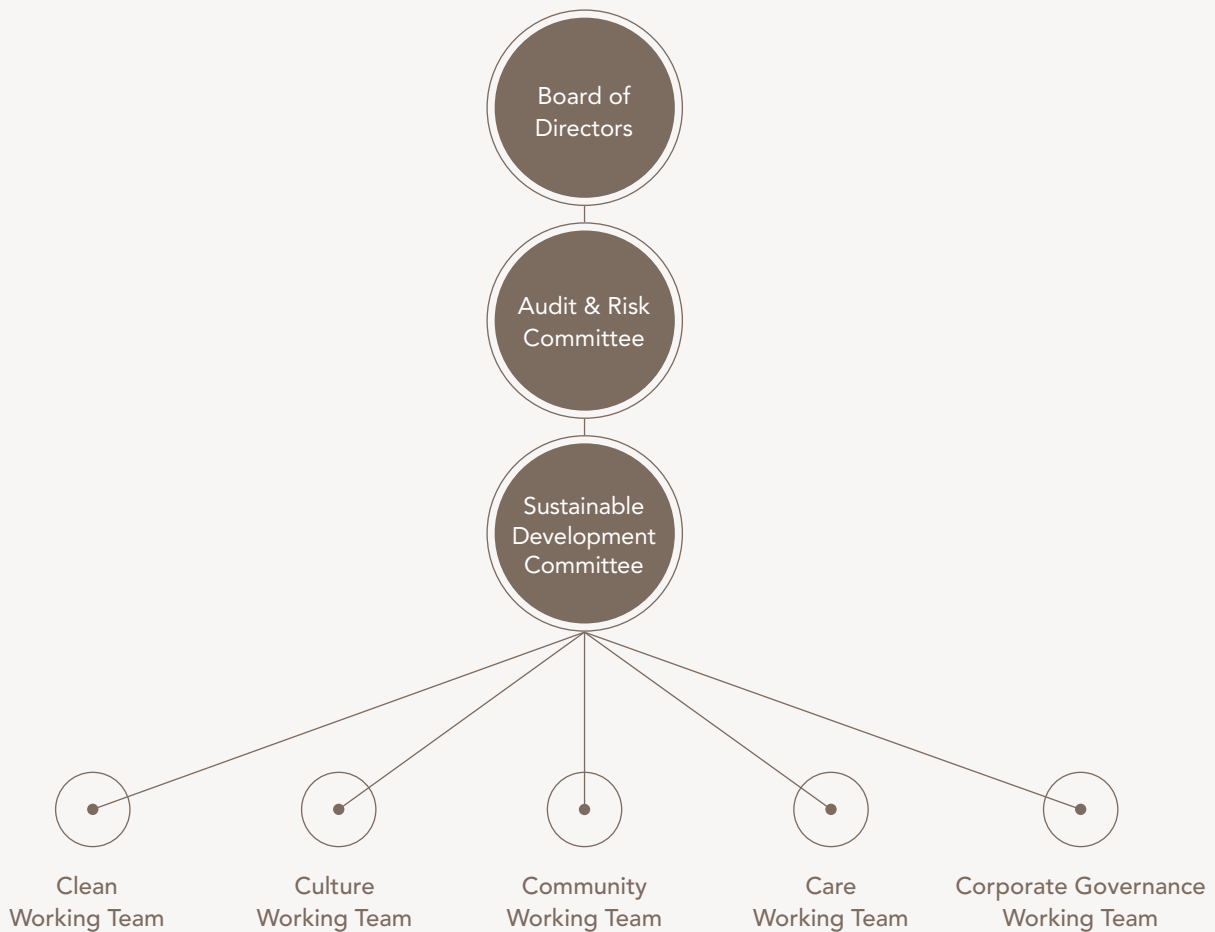 Board of
Directors
Audit & Risk
Committee
Sustainable
Development
Committee
Clean
Working Team
Culture
Working Team
Community
Working Team
Care
Working Team
Corporate Governance
Working Team